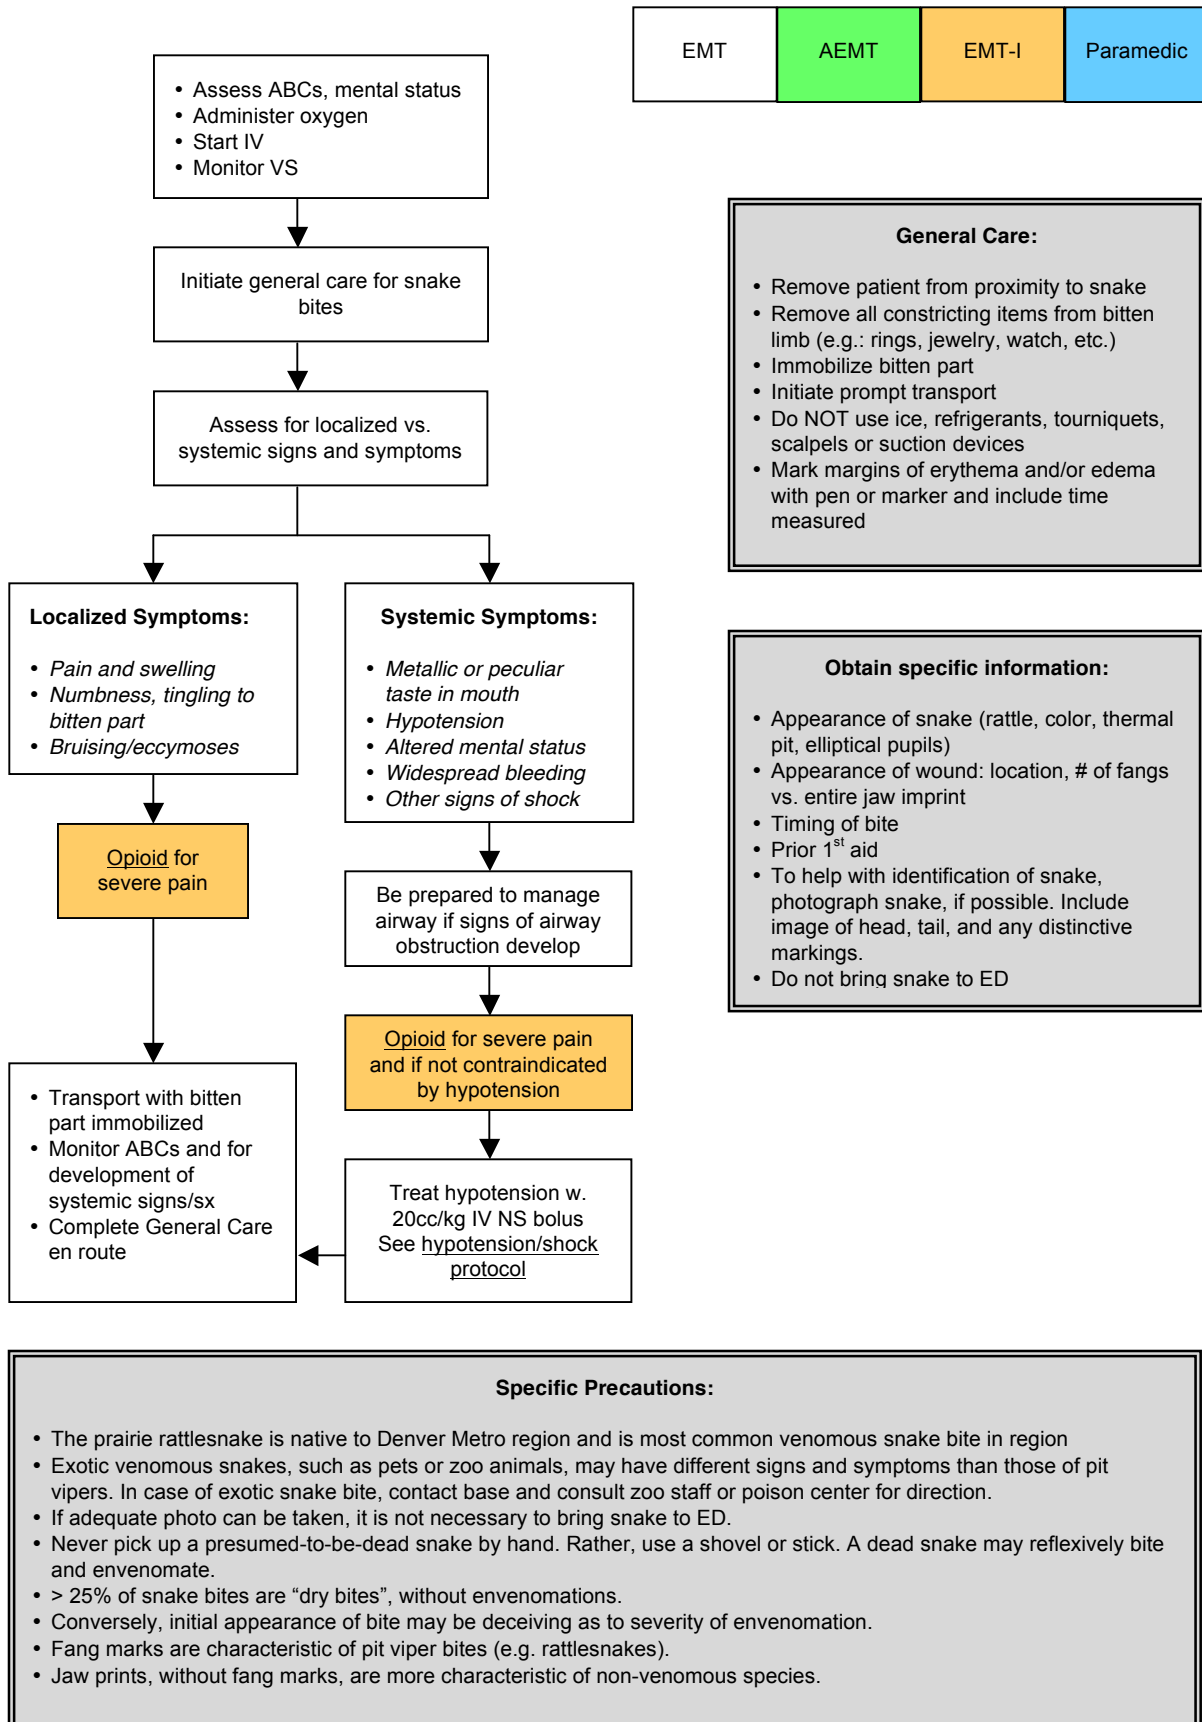 EMT
AEMT
EMT-I
Paramedic
• Assess ABCs, mental status
• Administer oxygen
• Start IV
• Monitor VS
Initiate general care for snake
bites
Assess for localized vs.
systemic signs and symptoms
Localized Symptoms:
• Pain and swelling
• Numbness, tingling to
bitten part
• Bruising/eccymoses
Opioid for
severe pain
• Transport with bitten
part immobilized
• Monitor ABCs and for
development of
systemic signs/sx
• Complete General Care
en route
Systemic Symptoms:
• Metallic or peculiar
taste in mouth
• Hypotension
• Altered mental status
• Widespread bleeding
• Other signs of shock
Be prepared to manage
airway if signs of airway
obstruction develop
Opioid for severe pain
and if not contraindicated
by hypotension
Treat hypotension w.
20cc/kg IV NS bolus
See hypotension/shock
protocol
General Care:
• Remove patient from proximity to snake
• Remove all constricting items from bitten
limb (e.g.: rings, jewelry, watch, etc.)
• Immobilize bitten part
• Initiate prompt transport
• Do NOT use ice, refrigerants, tourniquets,
scalpels or suction devices
• Mark margins of erythema and/or edema
with pen or marker and include time
measured
Obtain specific information:
• Appearance of snake (rattle, color, thermal
pit, elliptical pupils)
• Appearance of wound: location, # of fangs
vs. entire jaw imprint
• Timing of bite
• Prior 1st aid
• To help with identification of snake,
photograph snake, if possible. Include
image of head, tail, and any distinctive
markings.
• Do not bring snake to ED
Specific Precautions:
• The prairie rattlesnake is native to Denver Metro region and is most common venomous snake bite in region
• Exotic venomous snakes, such as pets or zoo animals, may have different signs and symptoms than those of pit
vipers. In case of exotic snake bite, contact base and consult zoo staff or poison center for direction.
• If adequate photo can be taken, it is not necessary to bring snake to ED.
• Never pick up a presumed-to-be-dead snake by hand. Rather, use a shovel or stick. A dead snake may reflexively bite
and envenomate.
• > 25% of snake bites are “dry bites”, without envenomations.
• Conversely, initial appearance of bite may be deceiving as to severity of envenomation.
• Fang marks are characteristic of pit viper bites (e.g. rattlesnakes).
• Jaw prints, without fang marks, are more characteristic of non-venomous species.